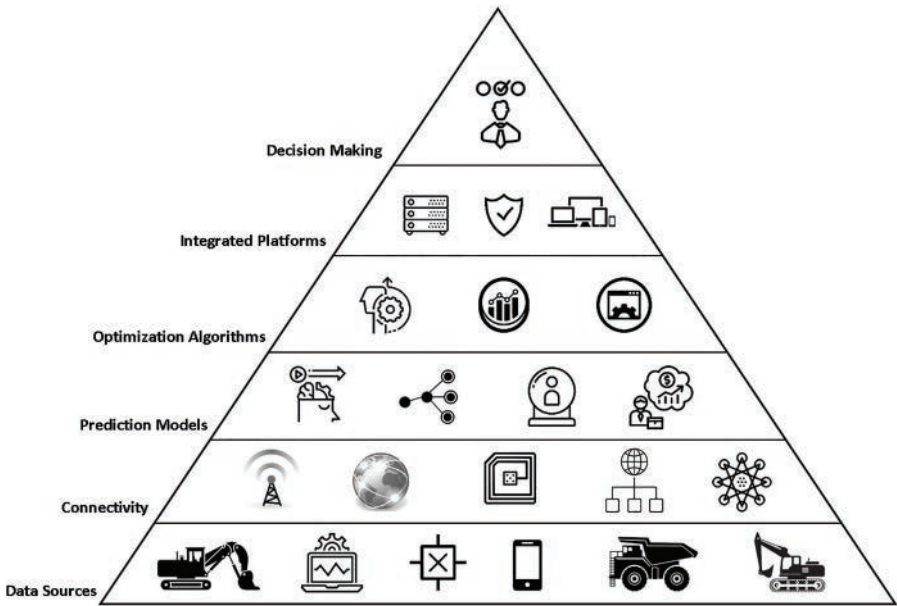 Decision Making
Integrated Platforms
Optimization Algorithms
Prediction Models
Connectivity
Data Sources